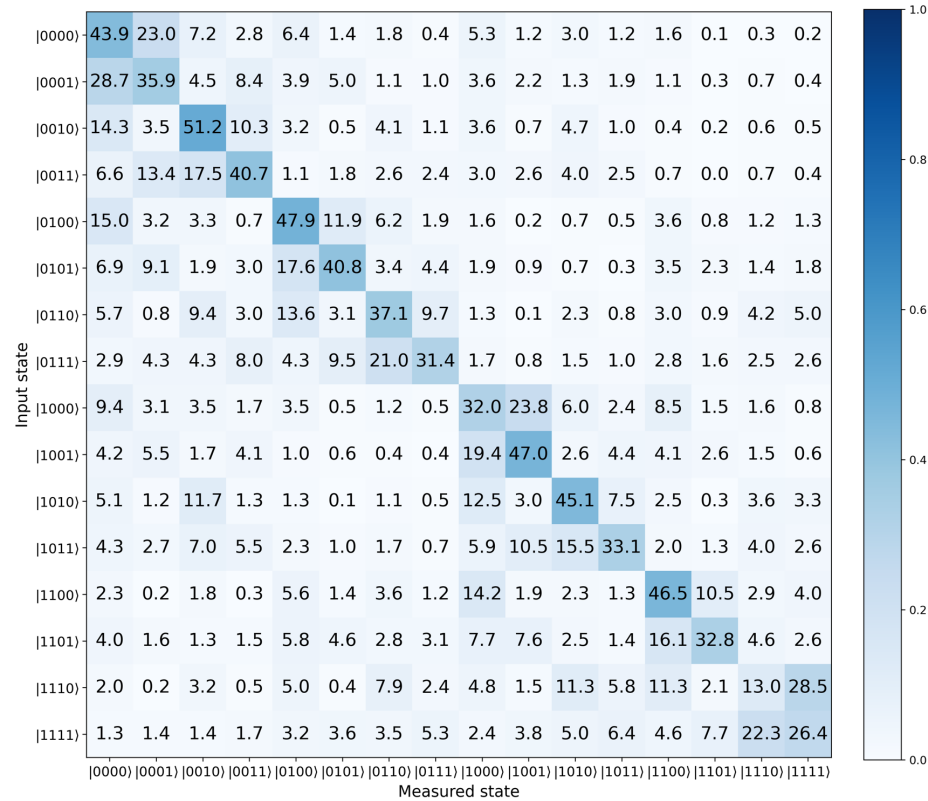 |0000⟩ 43.9 23.0 7.2 2.8 6.4 1.4 1.8 0.4 5.3 1.2 3.0 1.2 1.6 0.1 0.3 0.2
|0001⟩ 28.7 35.9 4.5 8.4 3.9 5.0 1.1 1.0 3.6 2.2 1.3 1.9 1.1 0.3 0.7 0.4
|0010⟩ 14.3 3.5 51.2 10.3 3.2 0.5 4.1 1.1 3.6 0.7 4.7 1.0 0.4 0.2 0.6 0.5
|0011⟩ 6.6 13.4 17.5 40.7 1.1 1.8 2.6 2.4 3.0 2.6 4.0 2.5 0.7 0.0 0.7 0.4
|0100⟩ 15.0 3.2 3.3 0.7 47.9 11.9 6.2 1.9 1.6 0.2 0.7 0.5 3.6 0.8 1.2 1.3
|0101⟩ 6.9 9.1 1.9 3.0 17.6 40.8 3.4 4.4 1.9 0.9 0.7 0.3 3.5 2.3 1.4 1.8
|0110⟩ 5.7 0.8 9.4 3.0 13.6 3.1 37.1 9.7 1.3 0.1 2.3 0.8 3.0 0.9 4.2 5.0
|0111⟩ 2.9 4.3 4.3 8.0 4.3 9.5 21.0 31.4 1.7 0.8 1.5 1.0 2.8 1.6 2.5 2.6
|1000⟩ 9.4 3.1 3.5 1.7 3.5 0.5 1.2 0.5 32.0 23.8 6.0 2.4 8.5 1.5 1.6 0.8
|1001⟩ 4.2 5.5 1.7 4.1 1.0 0.6 0.4 0.4 19.4 47.0 2.6 4.4 4.1 2.6 1.5 0.6
|1010⟩ 5.1 1.2 11.7 1.3 1.3 0.1 1.1 0.5 12.5 3.0 45.1 7.5 2.5 0.3 3.6 3.3
|1011⟩ 4.3 2.7 7.0 5.5 2.3 1.0 1.7 0.7 5.9 10.5 15.5 33.1 2.0 1.3 4.0 2.6
|1100⟩ 2.3 0.2 1.8 0.3 5.6 1.4 3.6 1.2 14.2 1.9 2.3 1.3 46.5 10.5 2.9 4.0
|1101⟩ 4.0 1.6 1.3 1.5 5.8 4.6 2.8 3.1 7.7 7.6 2.5 1.4 16.1 32.8 4.6 2.6
|1110⟩ 2.0 0.2 3.2 0.5 5.0 0.4 7.9 2.4 4.8 1.5 11.3 5.8 11.3 2.1 13.0 28.5
|1111⟩ 1.3 1.4 1.4 1.7 3.2 3.6 3.5 5.3 2.4 3.8 5.0 6.4 4.6 7.7 22.3 26.4
|0000⟩ |0001⟩ |0010⟩ |0011⟩ |0100⟩ |0101⟩ |0110⟩ |0111⟩ |1000⟩ |1001⟩ |1010⟩ |1011⟩ |1100⟩ |1101⟩ |1110⟩ |1111⟩
Measured state
Input state
1.0
0.8
0.6
0.4
0.2
0.0